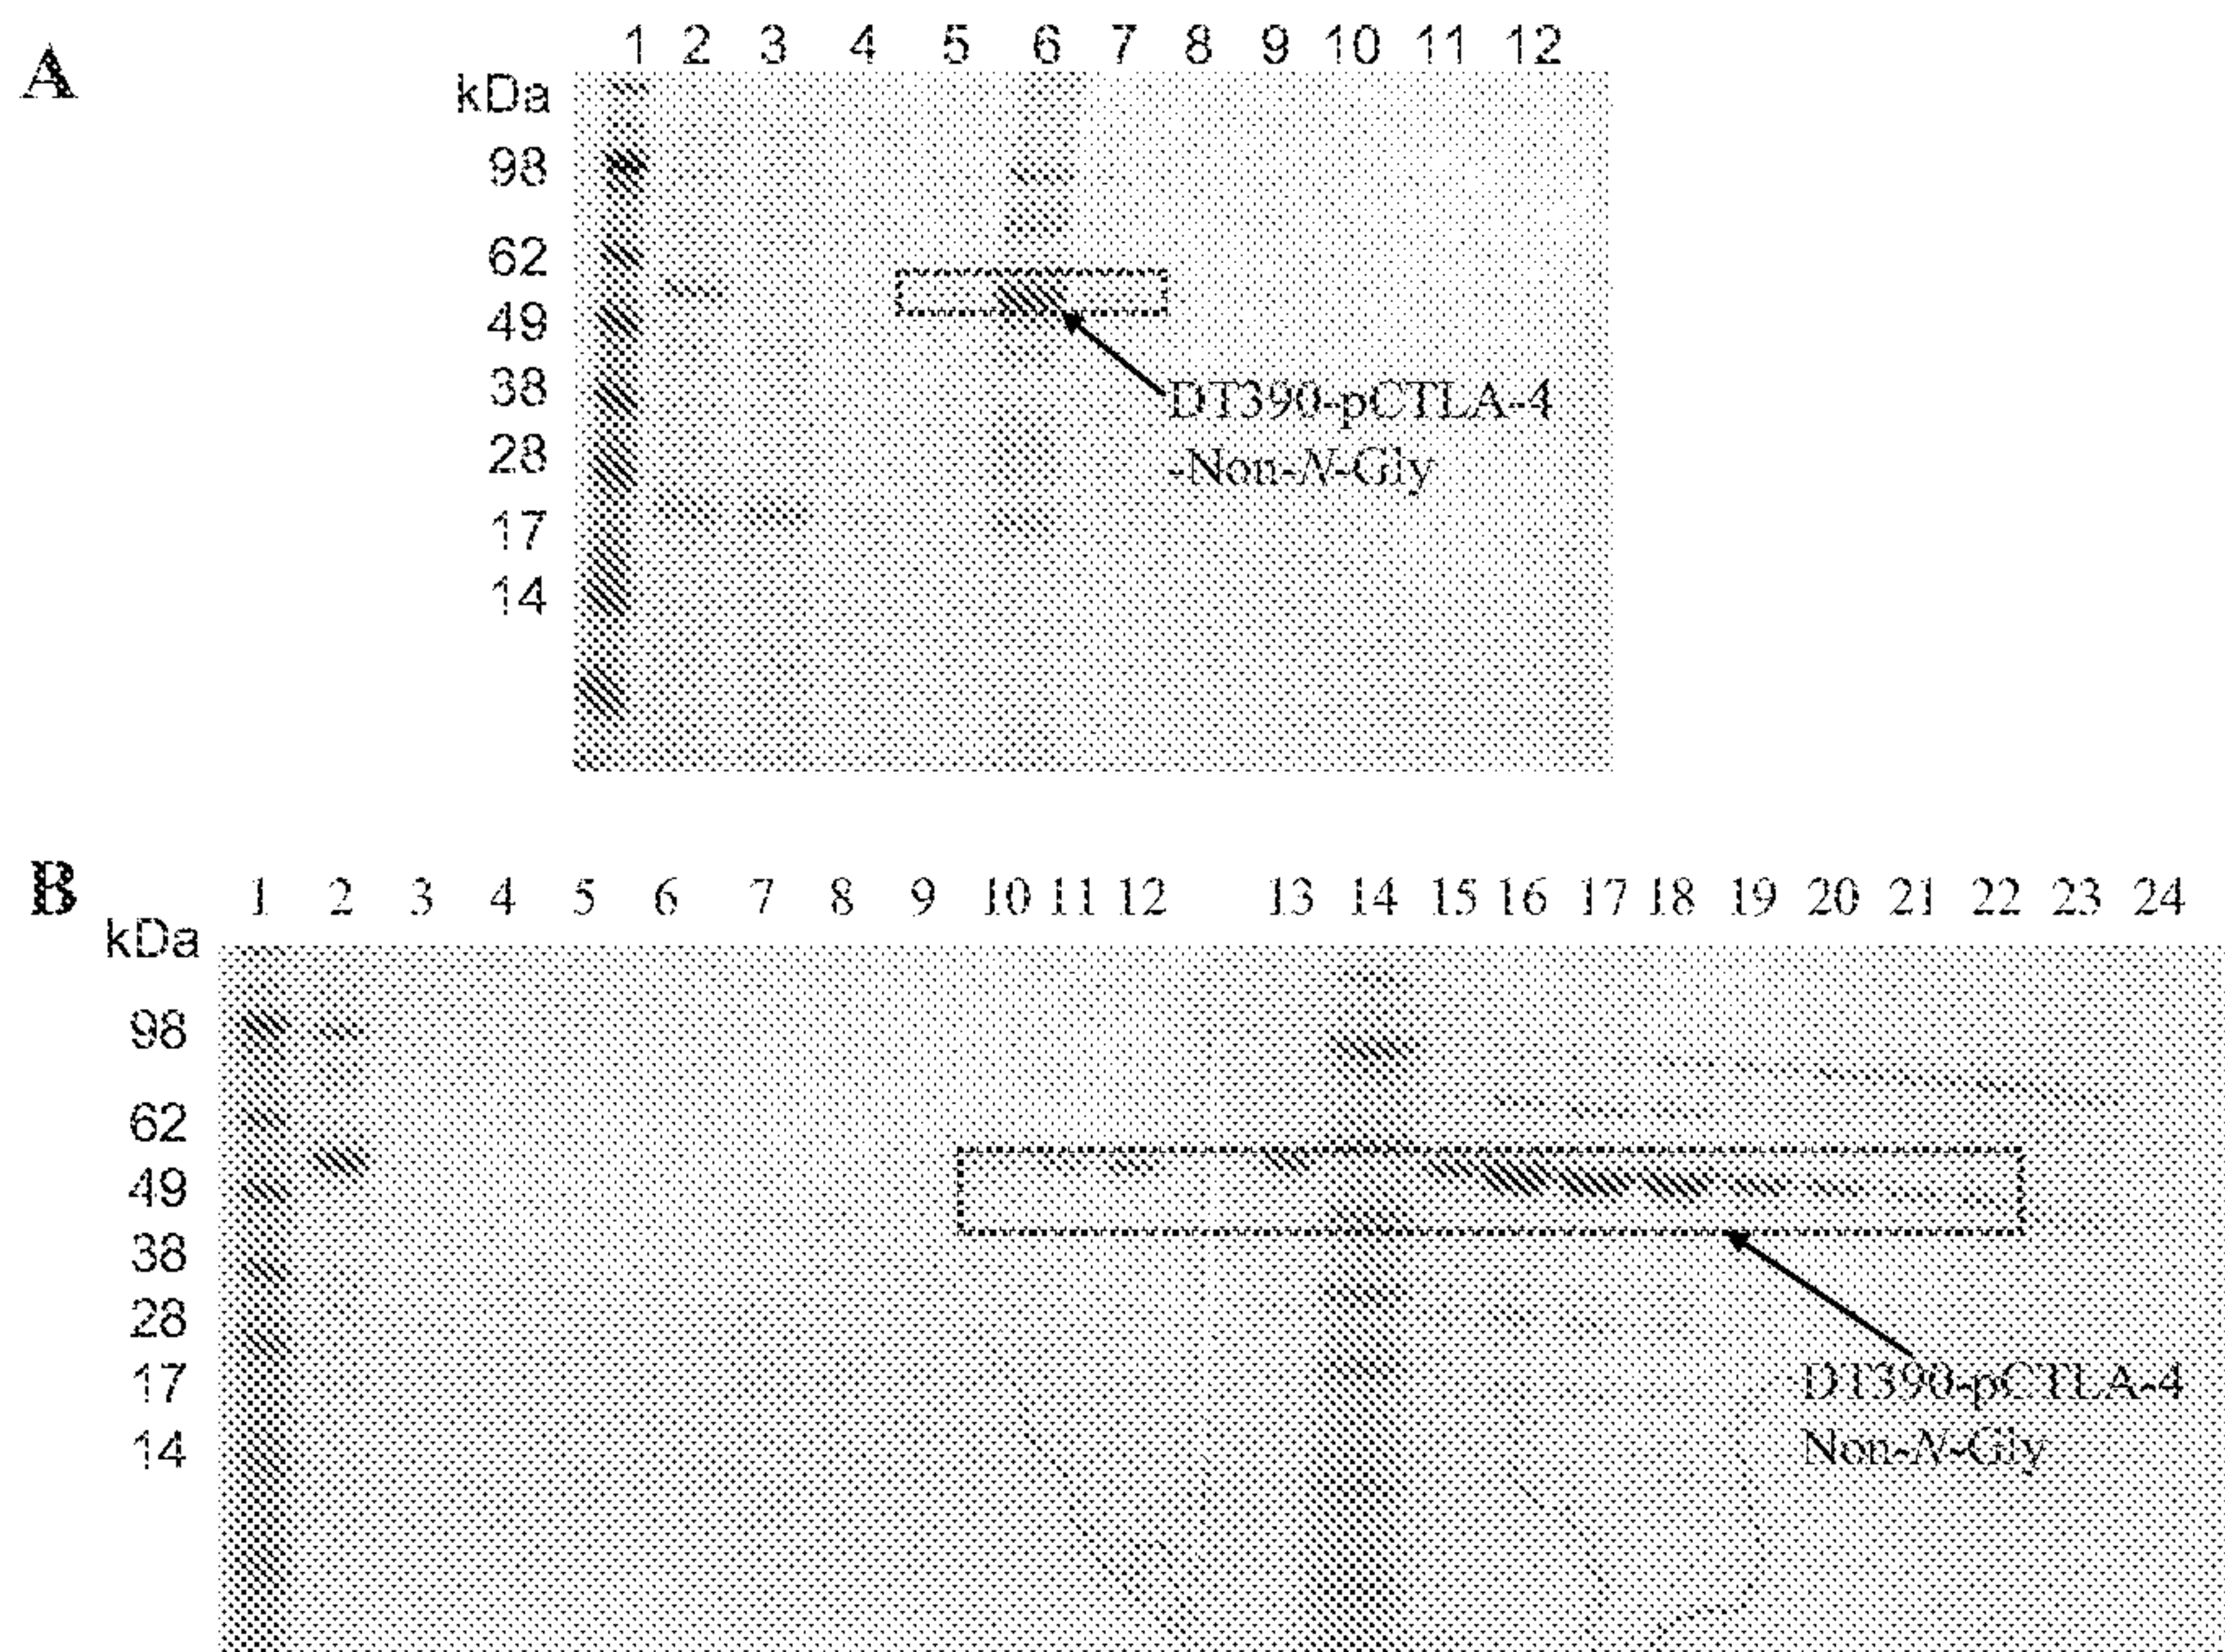 A
1 2 3 4 5 6 7 8 9 10 11 12
kDa
98
62
49
38
28
17
14
DT390-pCTLA-4
-Non-N-Gly
B
1 2 3 4 5 6 7 8 9 10 11 12 13 14 15 16 17 18 19 20 21 22 23 24
kDa
98
62
49
38
28
17
14
DT390-pCTLA-4
Non-N-Gly